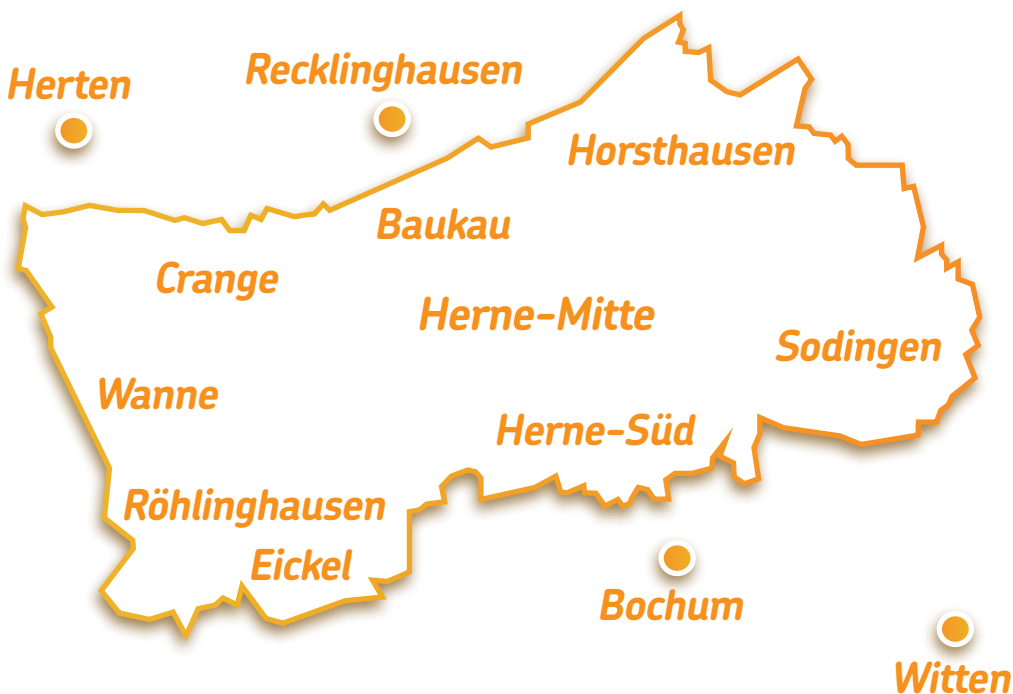 Recklinghausen
Herten
Horsthausen
Baukau
Crange
Herne-Mitte
Sodingen
Wanne
Herne-Süd
Röhlinghausen
Eickel
Bochum
Witten